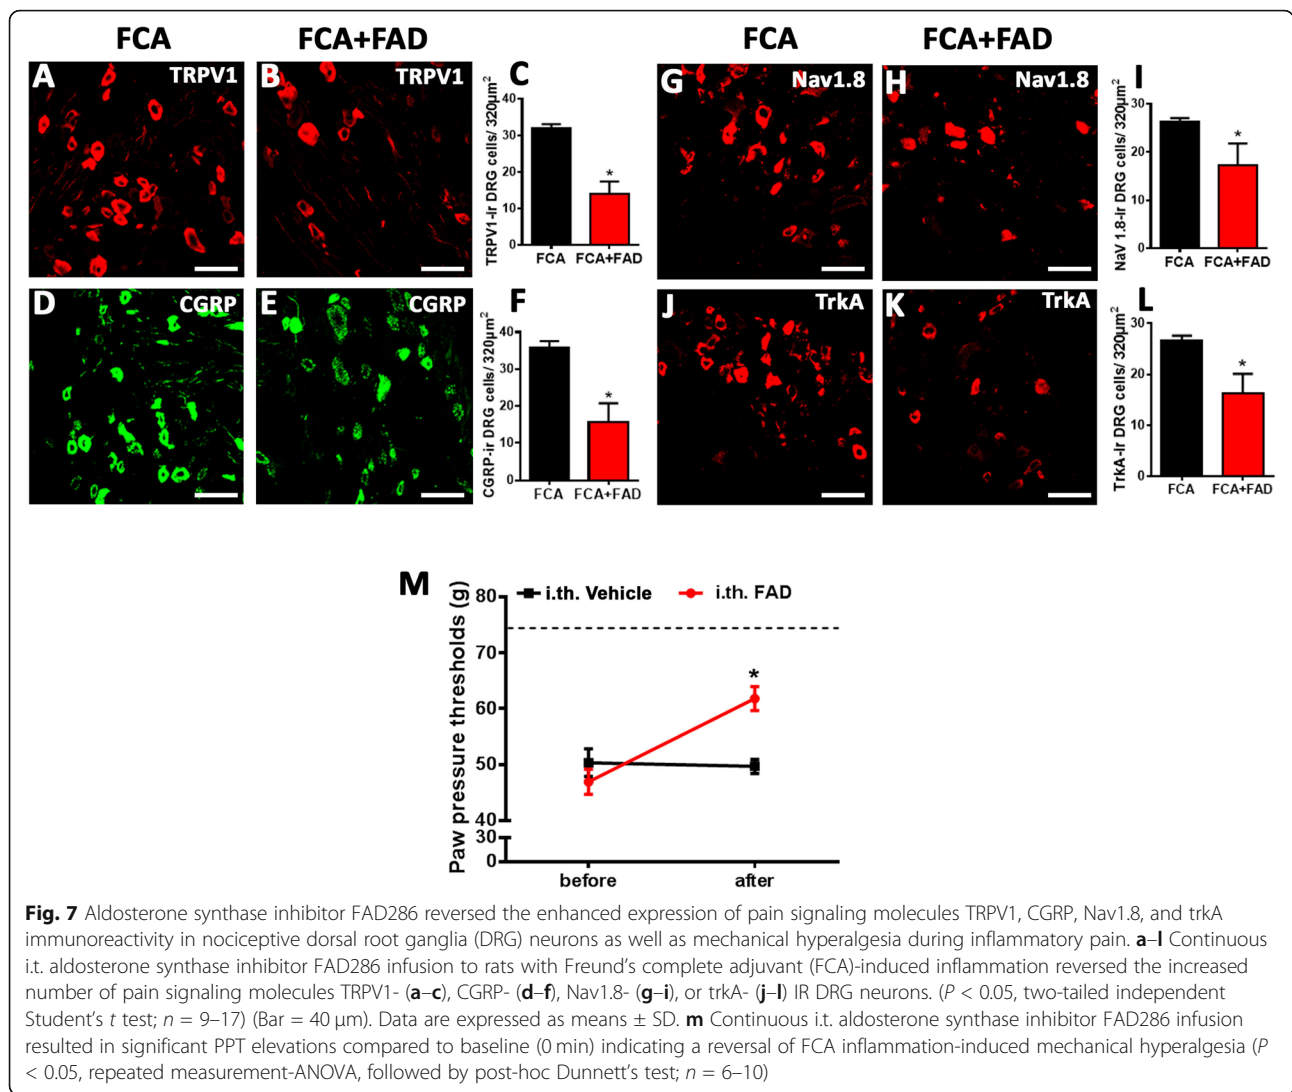 FCA FCA+FAD FCA FCA+FAD
A TRPV1 B TRPV1 C
TRPV1-ir DRG cells/ 320µm²
40
30
20
10
0
FCA FCA+FAD
G Nav1.8 H Nav1.8 I
NaV 1.8-ir DRG cells/ 320µm²
30
20
10
0
*
FCA FCA+FAD
*
D CGRP E CGRP F
CGRP-ir DRG cells/ 320µm²
40
30
20
10
0
*
FCA FCA+FAD
J TrkA K TrkA L
TrkA-ir DRG cells/ 320µm²
30
20
10
0
*
FCA FCA+FAD
M
i.th. Vehicle i.th. FAD
Paw pressure thresholds (g)
80
70
60
50
40
30
0
*
before after
Fig. 7 Aldosterone synthase inhibitor FAD286 reversed the enhanced expression of pain signaling molecules TRPV1, CGRP, Nav1.8, and trkA
immunoreactivity in nociceptive dorsal root ganglia (DRG) neurons as well as mechanical hyperalgesia during inflammatory pain. a–l Continuous
i.t. aldosterone synthase inhibitor FAD286 infusion to rats with Freund's complete adjuvant (FCA)-induced inflammation reversed the increased
number of pain signaling molecules TRPV1- (a–c), CGRP- (d–f), Nav1.8- (g–i), or trkA- (j–l) IR DRG neurons. (P < 0.05, two-tailed independent
Student's t test; n = 9–17) (Bar = 40 µm). Data are expressed as means ± SD. m Continuous i.t. aldosterone synthase inhibitor FAD286 infusion
resulted in significant PPT elevations compared to baseline (0 min) indicating a reversal of FCA inflammation-induced mechanical hyperalgesia (P
< 0.05, repeated measurement-ANOVA, followed by post-hoc Dunnett's test; n = 6–10)